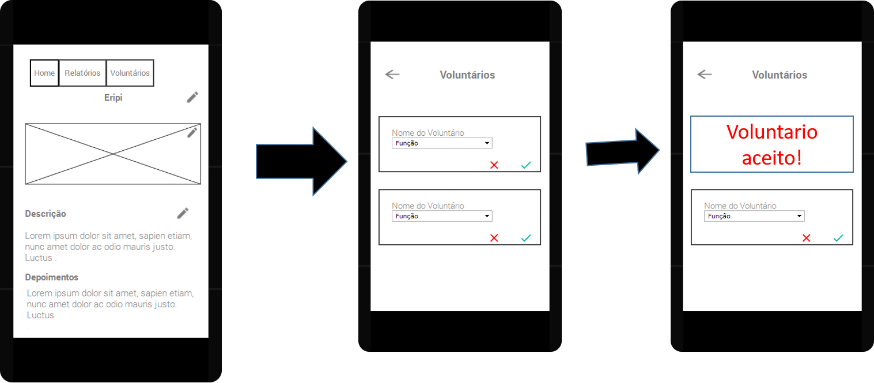 Home Relatórios Voluntários
Eripi
Descrição
Lorem ipsum dolor sit amet, sapien etiam,
nunc amet dolor ac odio mauris justo.
Luctus .
Depoimentos
Lorem ipsum dolor sit amet, sapien etiam,
nunc amet dolor ac odio mauris justo.
Luctus
Voluntários
Nome do Voluntário
Função
Nome do Voluntário
Função
Voluntários
Voluntario
aceito!
Nome do Voluntário
Função